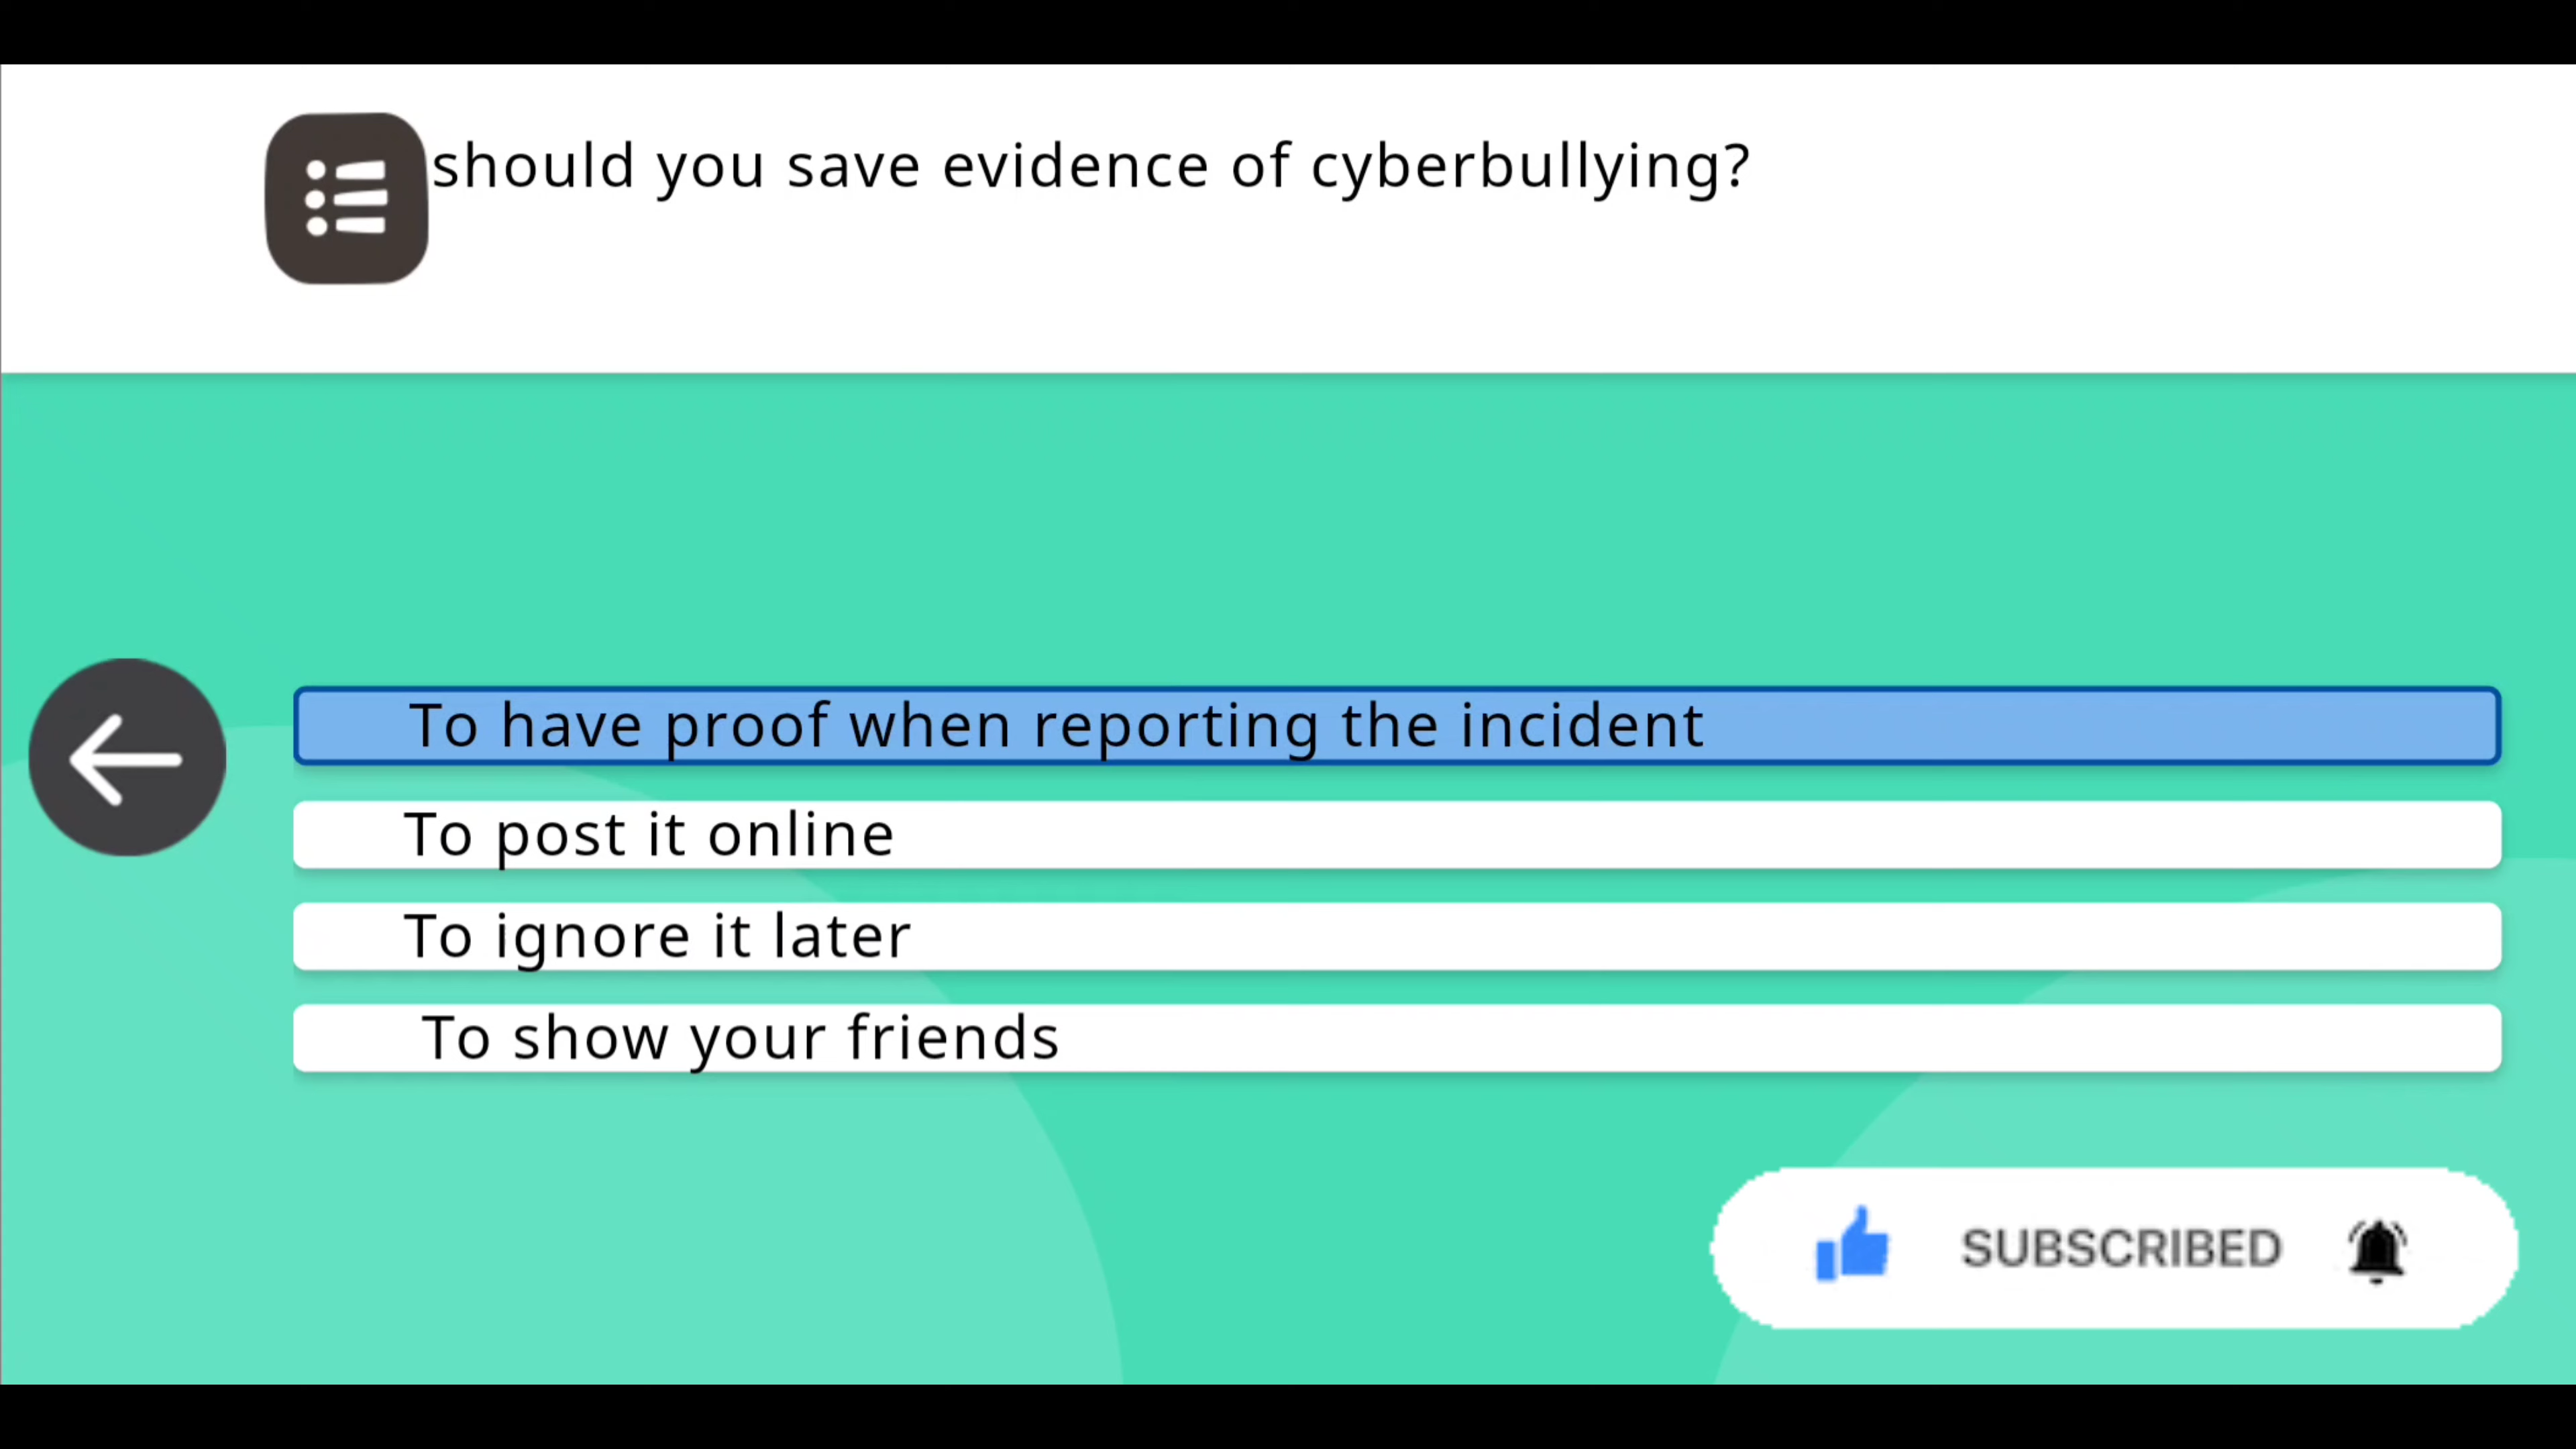 should you save evidence of cyberbullying?
To have proof when reporting the incident
To post it online
To ignore it later
To show your friends
SUBSCRIBED